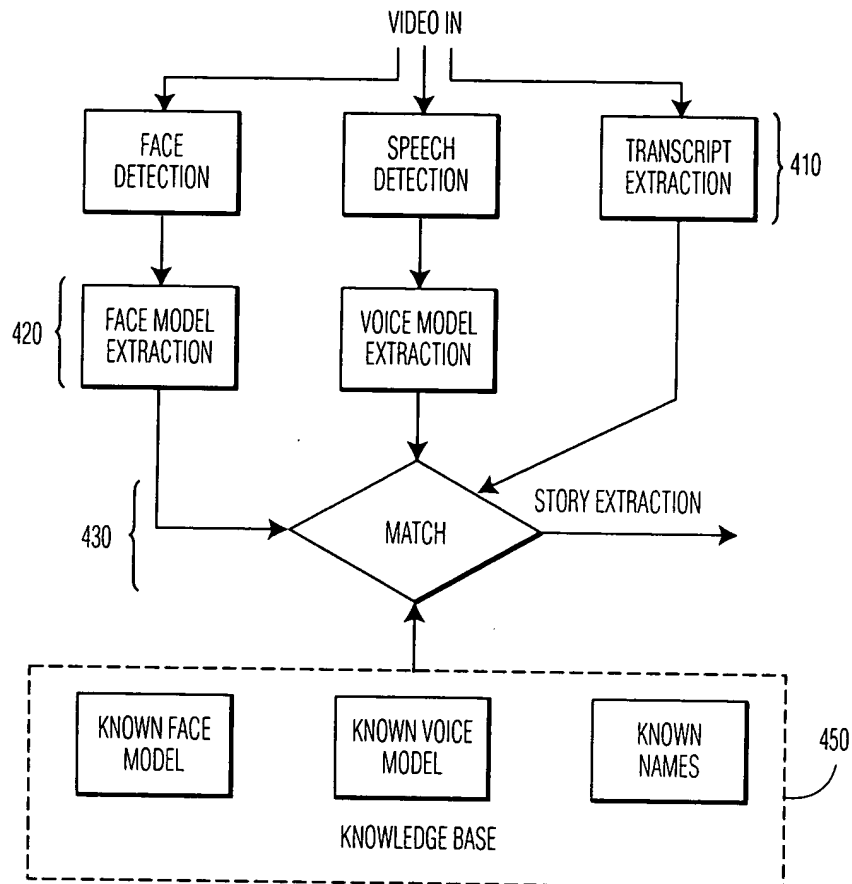 VIDEO IN
FACE
DETECTION
SPEECH
DETECTION
TRANSCRIPT
EXTRACTION
410
420
FACE MODEL
EXTRACTION
VOICE MODEL
EXTRACTION
430
MATCH
STORY EXTRACTION
KNOWN FACE
MODEL
KNOWN VOICE
MODEL
KNOWN
NAMES
450
KNOWLEDGE BASE